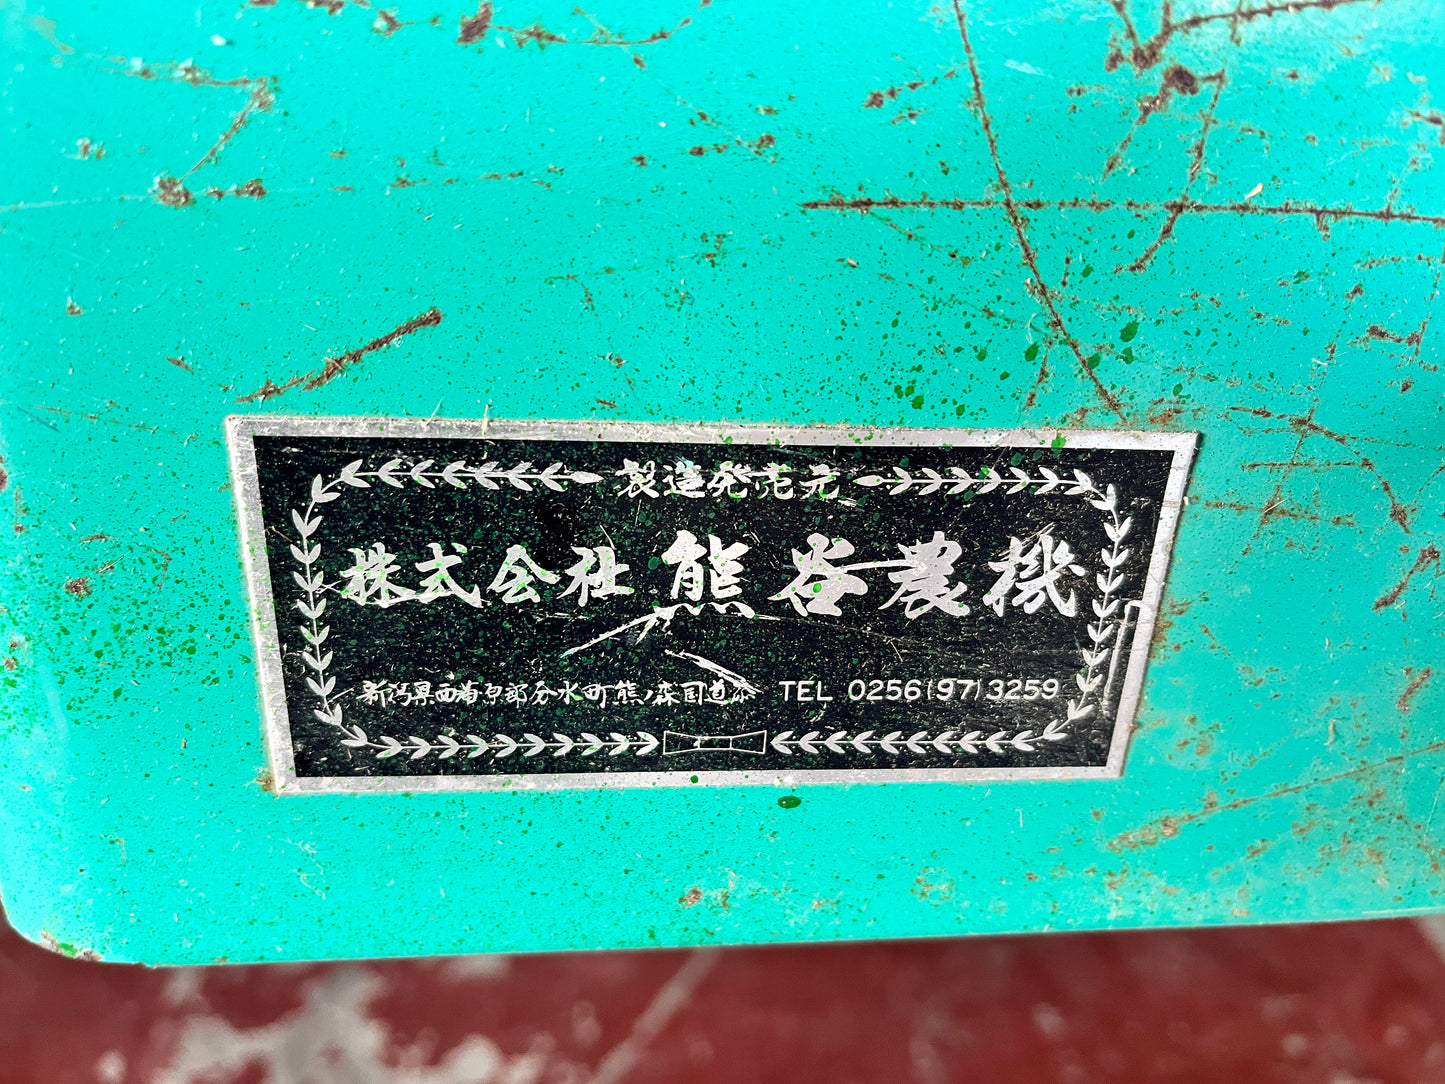 製造発売元
株式会社 熊谷農機
新潟県西蒲原郡分水町熊ノ森国道添 TEL 0256(97)3259